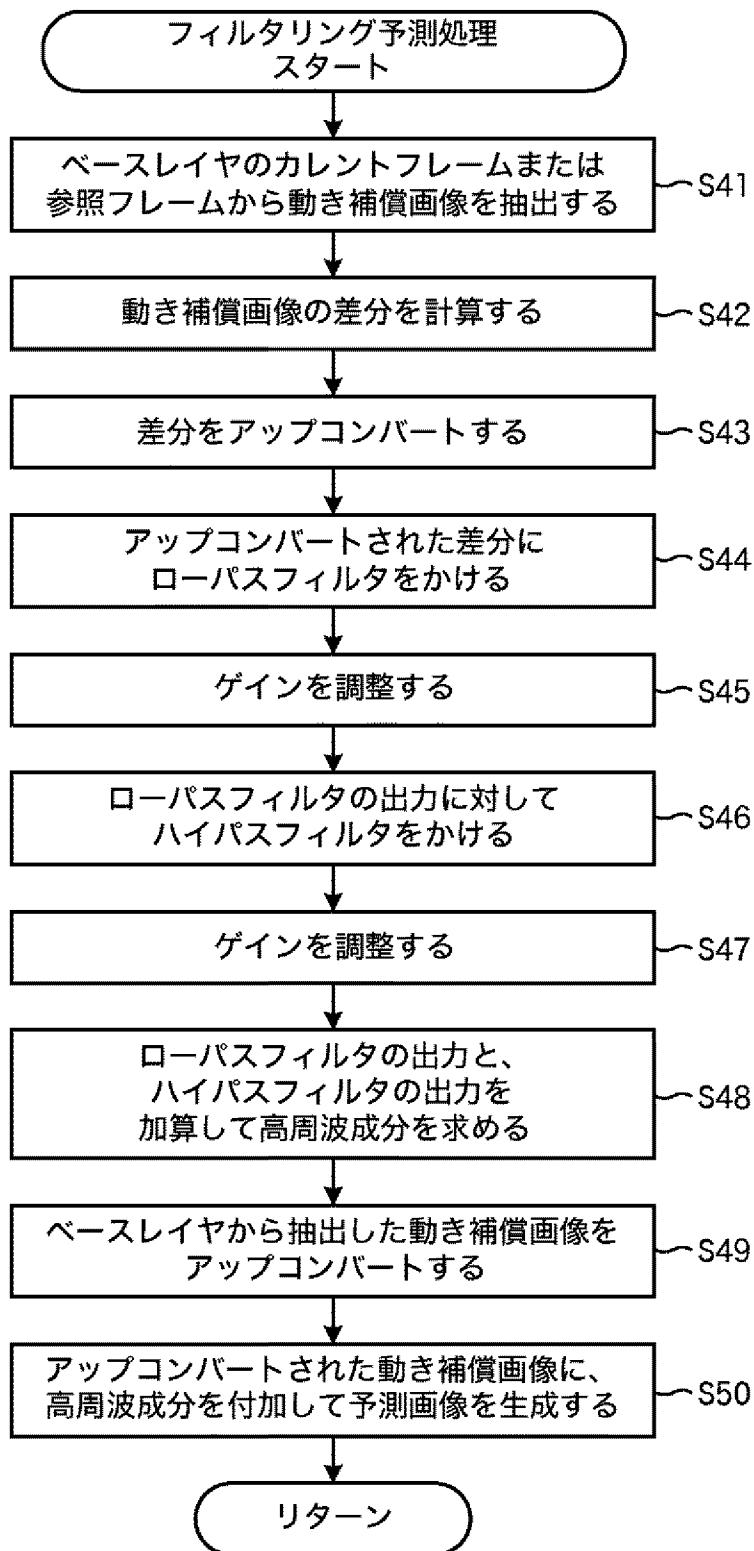 フィルタリング予測処理
スタート
ベースレイヤのカレントフレームまたは
参照フレームから動き補償画像を抽出する
S41
動き補償画像の差分を計算する
S42
差分をアップコンバートする
S43
アップコンバートされた差分に
ローパスフィルタをかける
S44
ゲインを調整する
S45
ローパスフィルタの出力に対して
ハイパスフィルタをかける
S46
ゲインを調整する
S47
ローパスフィルタの出力と、
ハイパスフィルタの出力を
加算して高周波成分を求める
S48
ベースレイヤから抽出した動き補償画像を
アップコンバートする
S49
アップコンバートされた動き補償画像に、
高周波成分を付加して予測画像を生成する
S50
リターン